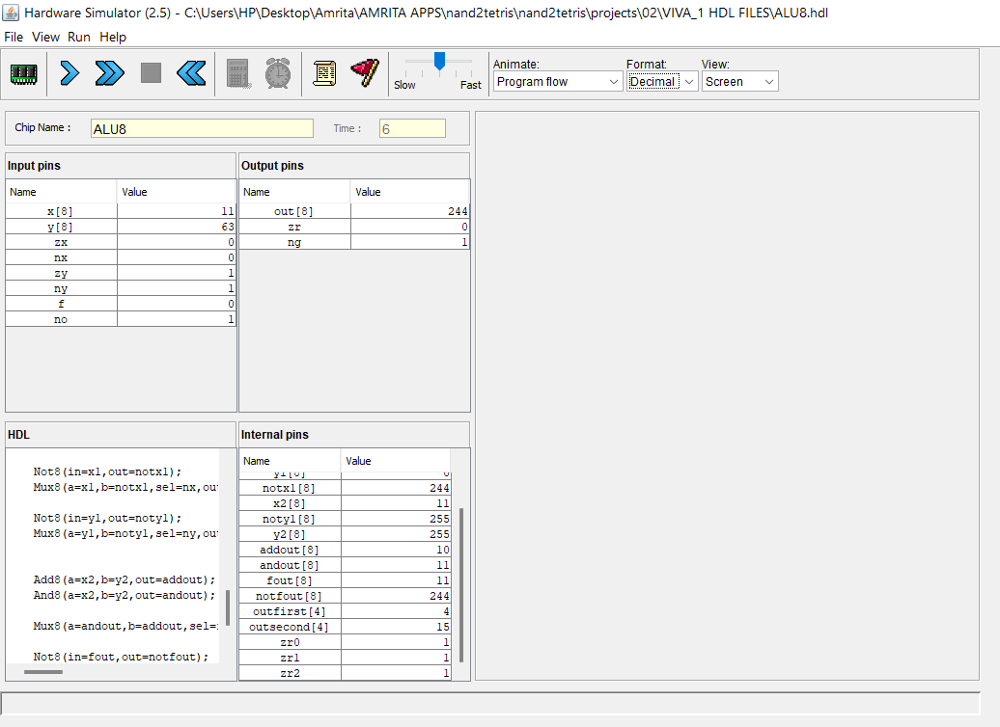 Hardware Simulator (2.5) - C:\Users\HP\Desktop\Amrita\AMRITA APPS\nand2tetris\nand2tetris\projects\02\VIVA_1 HDL FILES\ALU8.hdl
File View Run Help
Slow Fast
Animate: Format: View:
Program flow Decimal Screen
Chip Name : ALU8 Time : 6
Input pins
Name Value
x[8] 11
y[8] 63
zx 0
nx 0
zy 1
ny 1
f 0
no 1
Output pins
Name Value
out[8] 244
zr 0
ng 1
HDL
Not8(in=x1,out=notx1);
Mux8(a=x1,b=notx1,sel=nx,ou
Not8(in=y1,out=noty1);
Mux8(a=y1,b=noty1,sel=ny,ou
Add8(a=x2,b=y2,out=addout);
And8(a=x2,b=y2,out=andout);
Mux8(a=andout,b=addout,sel=
Not8(in=fout,out=notfout);
Internal pins
Name Value
y1[8] 0
notx1[8] 244
x2[8] 11
noty1[8] 255
y2[8] 255
addout[8] 10
andout[8] 11
fout[8] 11
notfout[8] 244
outfirst[4] 4
outsecond[4] 15
zr0 1
zr1 1
zr2 1